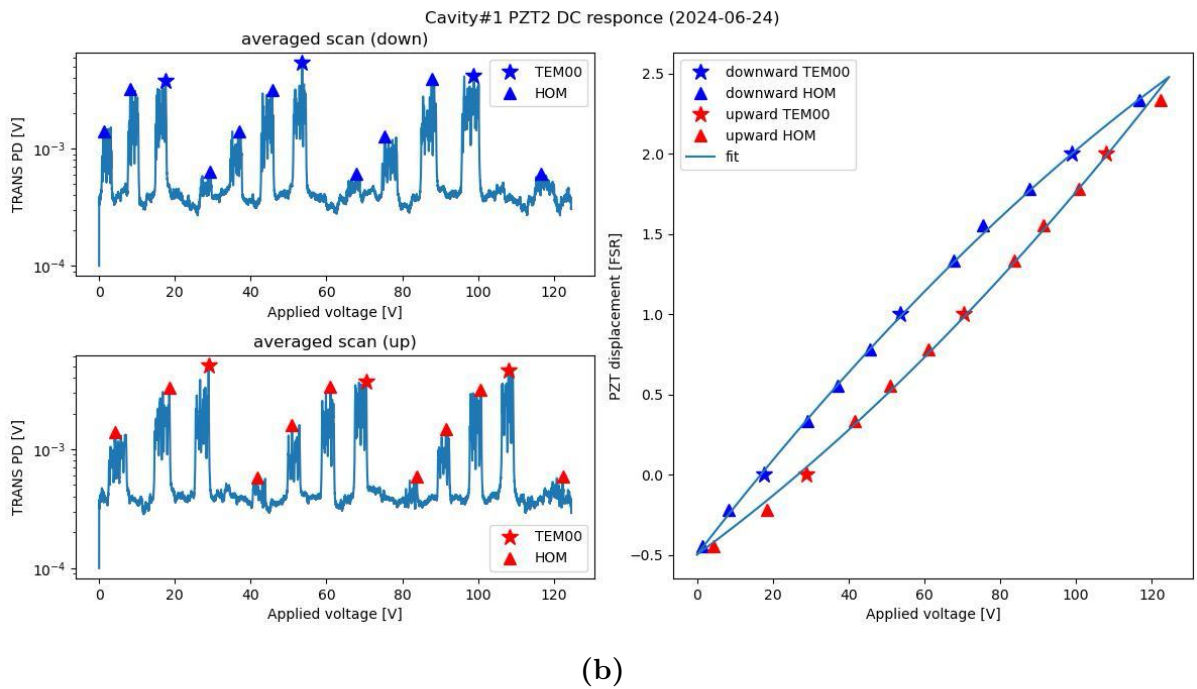 Cavity#1 PZT2 DC responce (2024-06-24)
averaged scan (down)
TRANS PD [V]
10⁻³
10⁻⁴
TEM00
HOM
0 20 40 60 80 100 120
Applied voltage [V]
averaged scan (up)
TRANS PD [V]
10⁻³
10⁻⁴
TEM00
HOM
0 20 40 60 80 100 120
Applied voltage [V]
PZT displacement [FSR]
2.5
2.0
1.5
1.0
0.5
0.0
−0.5
downward TEM00
downward HOM
upward TEM00
upward HOM
fit
0 20 40 60 80 100 120
Applied voltage [V]
(b)